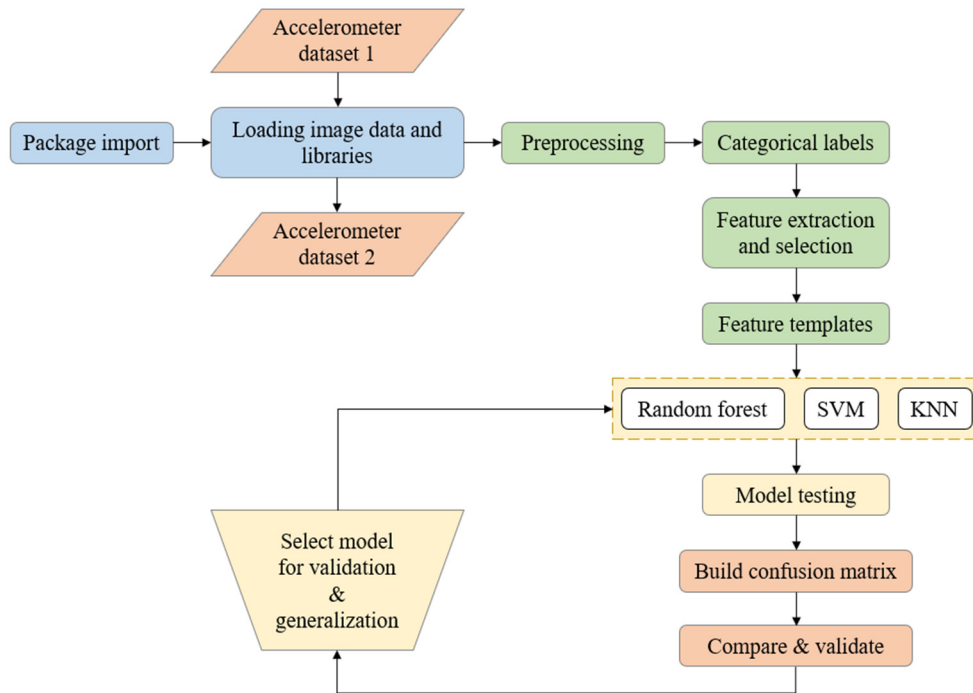 Accelerometer
dataset 1
Package import
Loading image data and
libraries
Preprocessing
Categorical labels
Accelerometer
dataset 2
Feature extraction
and selection
Feature templates
Random forest
SVM
KNN
Model testing
Select model
for validation
&
generalization
Build confusion matrix
Compare & validate